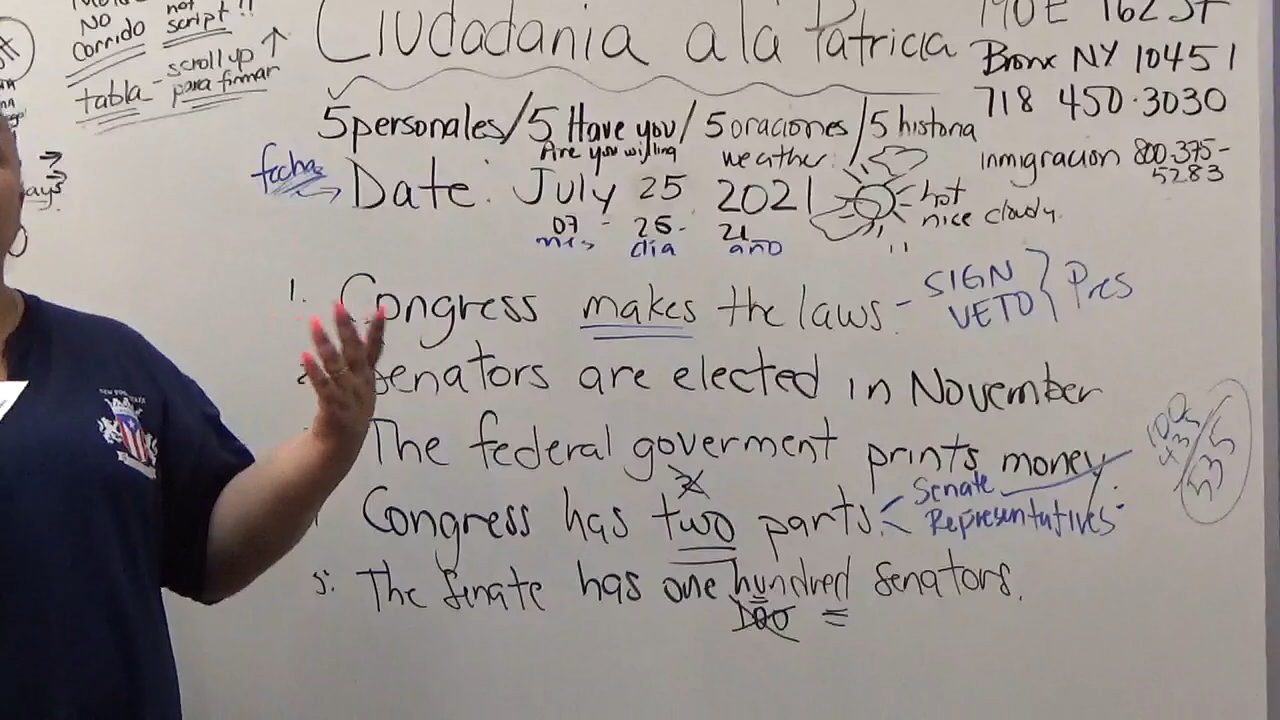 NO not script!!
Corrido
tabla - scroll up ↑
para firmar
Ciudadania a la Patricia
190 E 162 ST
Bronx NY 10451
718 450·3030
inmigracion 800-375-
5283
5 personales/5 Have you/5 oraciones/5 historia
Are you willing
weather:
fecha → Date: July 25, 2021
hot
nice cloudy
07 - 25 - 21
mes dia año
1. Congress makes the laws. - SIGN
VETO } Pres
Senators are elected in November
The federal goverment prints money
2
Congress has two parts. < Senate
Representatives
5. The Senate has one hundred Senators.
100
100
435
535